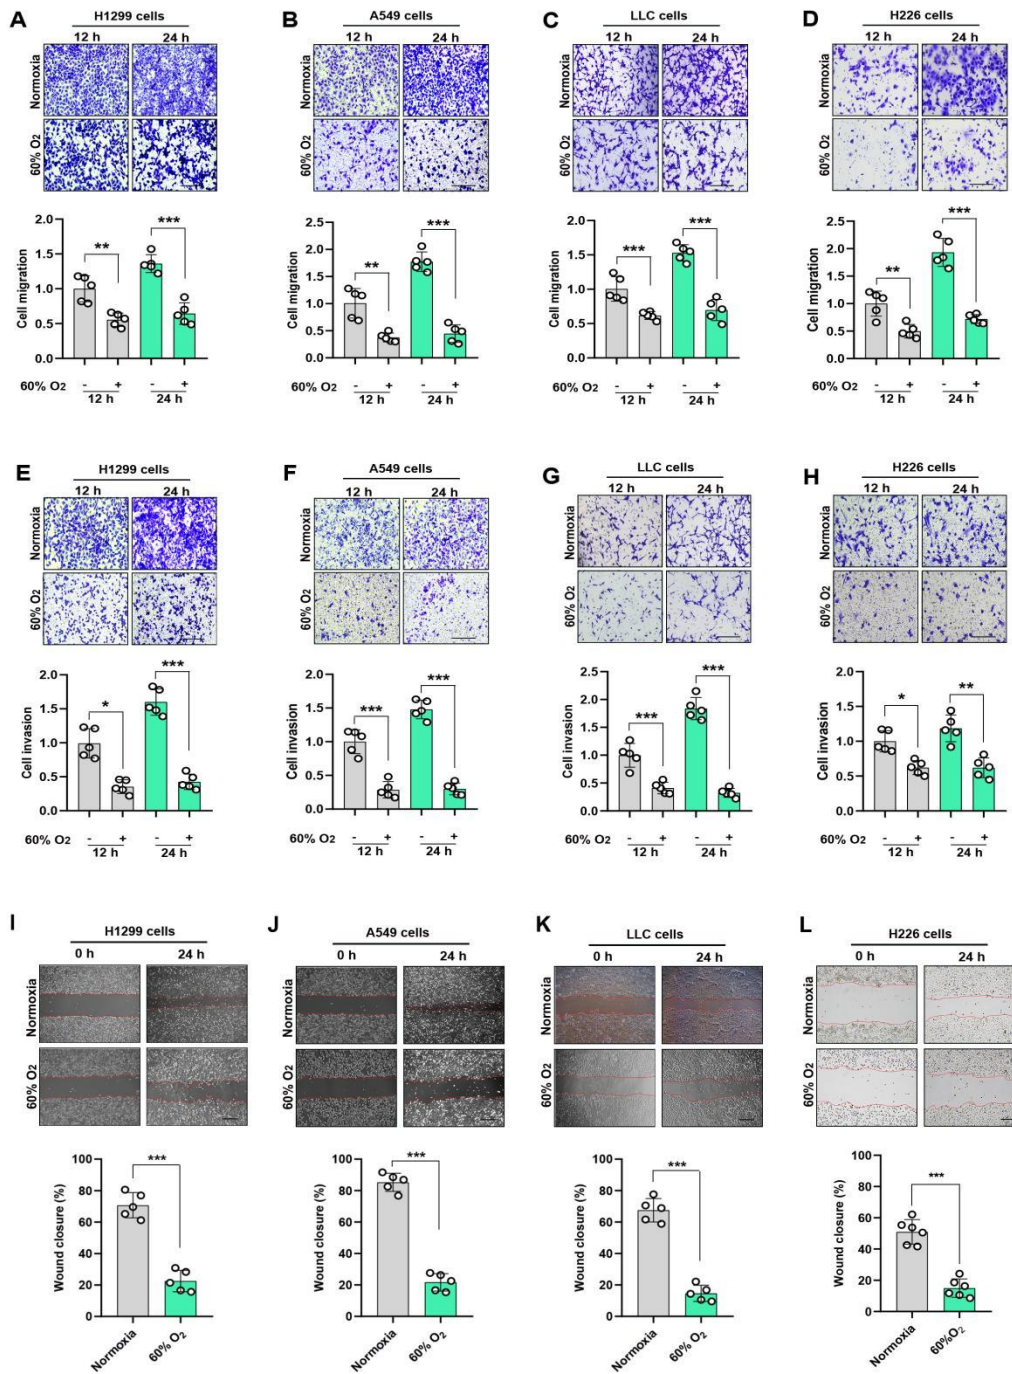 A
H1299 cells
12 h 24 h
Normoxia
60% O2
Cell migration
2.0
1.5
1.0
0.5
0.0
** ***
60% O2 - + - +
12 h 24 h
B
A549 cells
12 h 24 h
Normoxia
60% O2
Cell migration
2.5
2.0
1.5
1.0
0.5
0.0
** ***
60% O2 - + - +
12 h 24 h
C
LLC cells
12 h 24 h
Normoxia
60% O2
Cell migration
2.0
1.5
1.0
0.5
0.0
*** ***
60% O2 - + - +
12 h 24 h
D
H226 cells
12 h 24 h
Normoxia
60% O2
Cell migration
2.5
2.0
1.5
1.0
0.5
0.0
** ***
60% O2 - + - +
12 h 24 h
E
H1299 cells
12 h 24 h
Normoxia
60% O2
Cell invasion
2.0
1.5
1.0
0.5
0.0
* ***
60% O2 - + - +
12 h 24 h
F
A549 cells
12 h 24 h
Normoxia
60% O2
Cell invasion
2.0
1.5
1.0
0.5
0.0
*** ***
60% O2 - + - +
12 h 24 h
G
LLC cells
12 h 24 h
Normoxia
60% O2
Cell invasion
2.5
2.0
1.5
1.0
0.5
0.0
*** ***
60% O2 - + - +
12 h 24 h
H
H226 cells
12 h 24 h
Normoxia
60% O2
Cell invasion
2.0
1.5
1.0
0.5
0.0
* **
60% O2 - + - +
12 h 24 h
I
H1299 cells
0 h 24 h
Normoxia
60% O2
Wound closure (%)
100
80
60
40
20
0
***
Normoxia 60% O2
J
A549 cells
0 h 24 h
Normoxia
60% O2
Wound closure (%)
100
80
60
40
20
0
***
Normoxia 60% O2
K
LLC cells
0 h 24 h
Normoxia
60% O2
Wound closure (%)
100
80
60
40
20
0
***
Normoxia 60% O2
L
H226 cells
0 h 24 h
Normoxia
60% O2
Wound closure (%)
100
80
60
40
20
0
***
Normoxia 60%O2